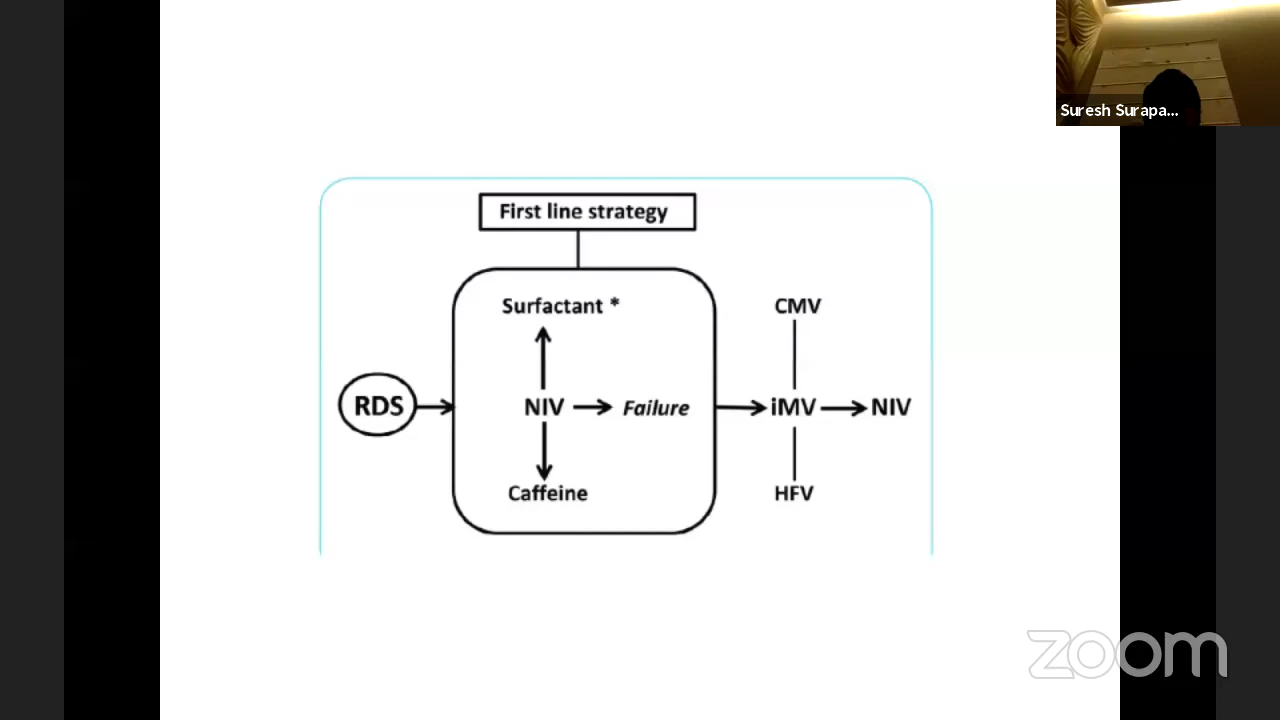 Suresh Surapa...
First line strategy
Surfactant *
CMV
RDS
NIV
Failure
iMV
NIV
Caffeine
HFV
zoom